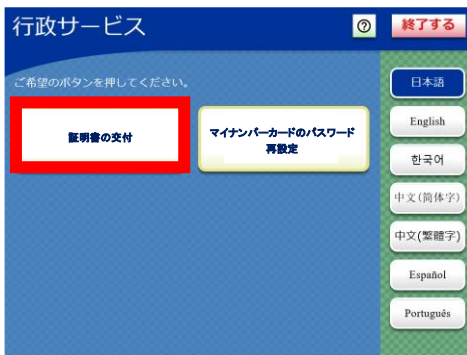 行政サービス
?
終了する
ご希望のボタンを押してください。
証明書の交付
マイナンバーカードのパスワード
再設定
日本語
English
한국어
中文(简体字)
中文(繁體字)
Español
Português